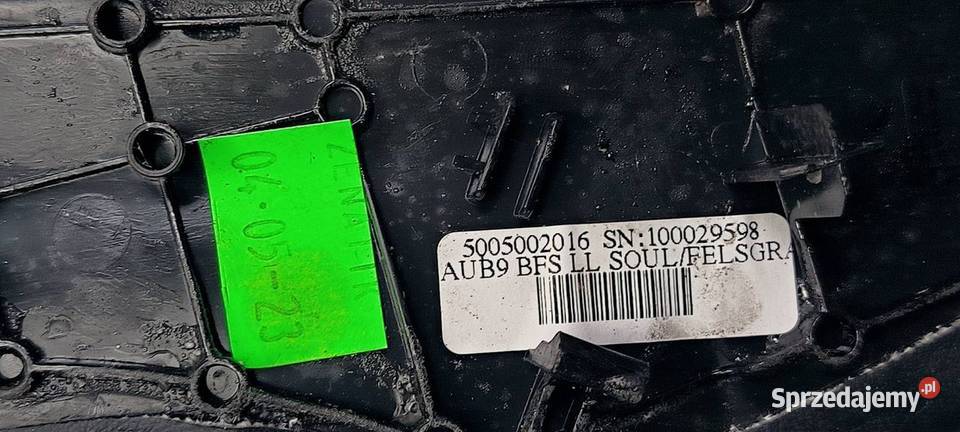 04·05-23
5005002016 SN:100029598
AUB9 BFS LL SOUL/FELSGRA
Sprzedajemy.pl